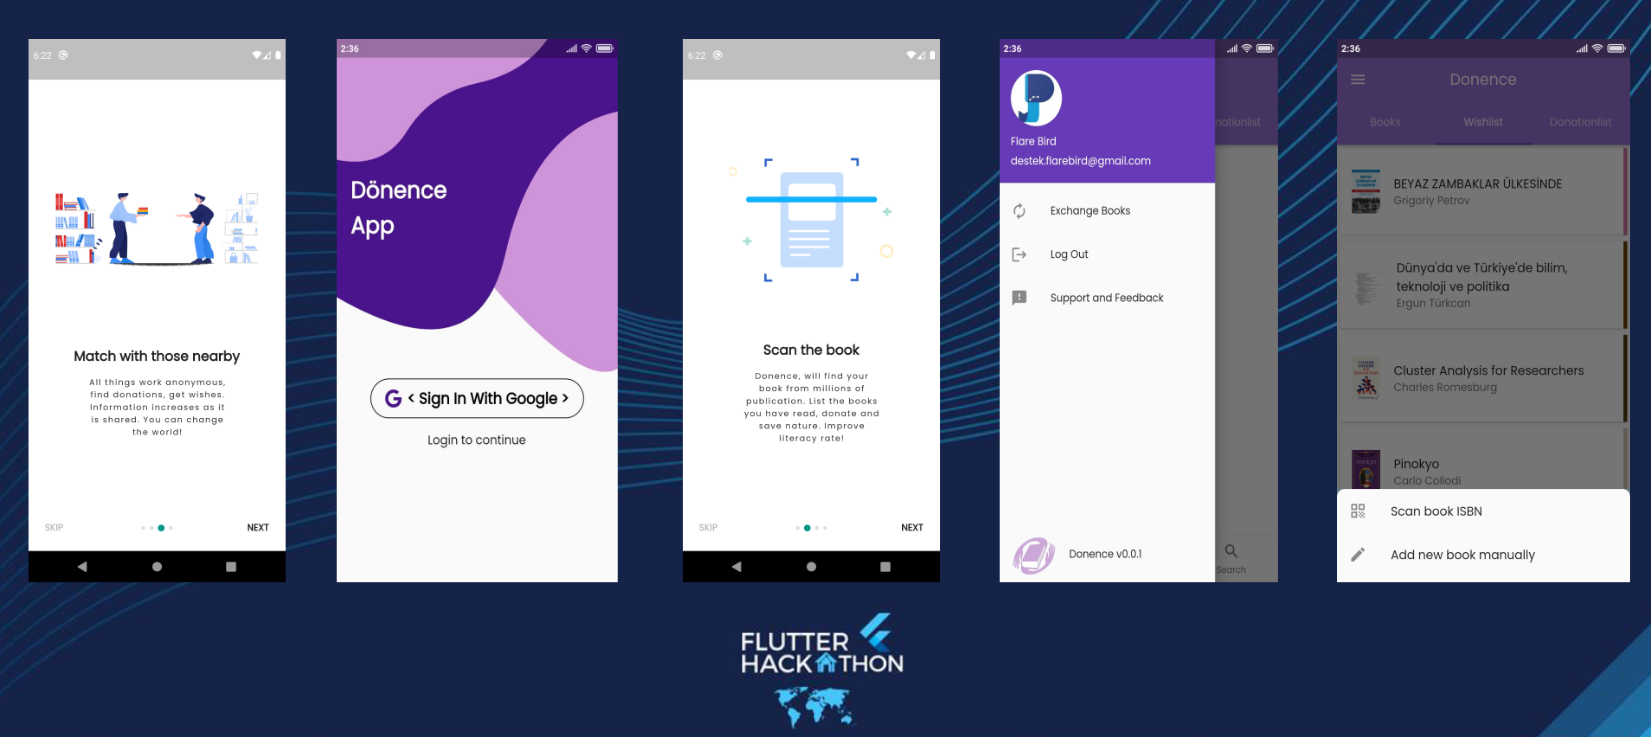 6:22
Match with those nearby
All things work anonymous,
find donations, get wishes.
Information increases as it
is shared. You can change
the world!
SKIP
NEXT
2:36
Dönence
App
G < Sign In With Google >
Login to continue
6:22
Scan the book
Donence, will find your
book from millions of
publication. List the books
you have read, donate and
save nature. Improve
literacy rate!
SKIP
NEXT
2:36
Flare Bird
destek.flarebird@gmail.com
nationlist
Exchange Books
Log Out
Support and Feedback
Donence v0.0.1
Search
2:36
Donence
Books
Wishlist
Donationlist
BEYAZ ZAMBAKLAR ÜLKESİNDE
Grigoriy Petrov
Dünya'da ve Türkiye'de bilim,
teknoloji ve politika
Ergun Türkcan
Cluster Analysis for Researchers
Charles Romesburg
Pinokyo
Carlo Collodi
Scan book ISBN
Add new book manually
FLUTTER
HACKATHON